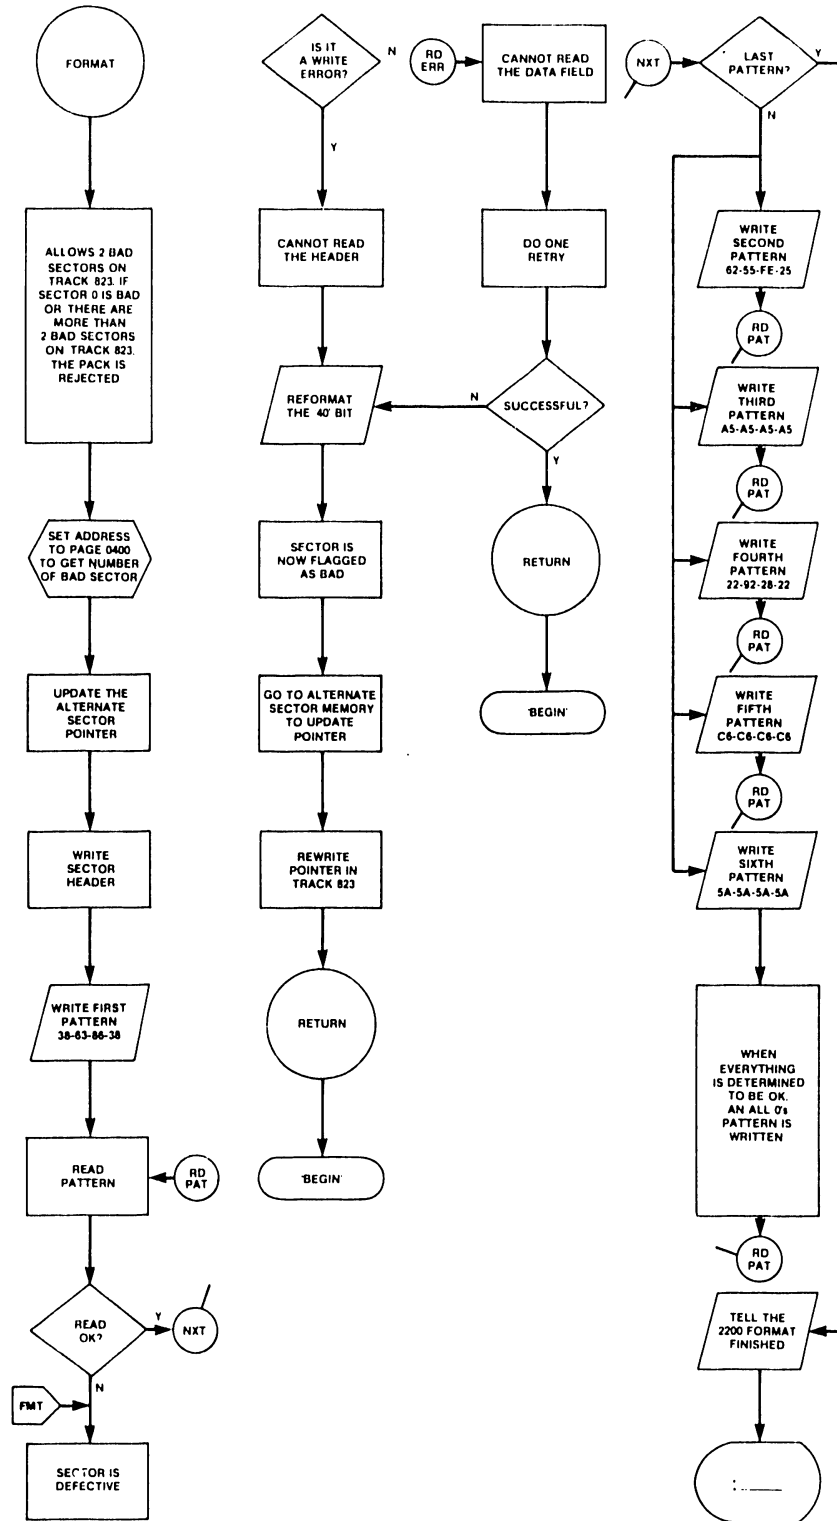 FORMAT
ALLOWS 2 BAD
SECTORS ON
TRACK 823. IF
SECTOR 0 IS BAD
OR THERE ARE
MORE THAN
2 BAD SECTORS
ON TRACK 823.
THE PACK IS
REJECTED
SET ADDRESS
TO PAGE 0400
TO GET NUMBER
OF BAD SECTOR
UPDATE THE
ALTERNATE
SECTOR
POINTER
WRITE
SECTOR
HEADER
WRITE FIRST
PATTERN
38-63-86-38
READ
PATTERN
RD
PAT
READ
OK?
Y
NXT
N
FMT
SECTOR IS
DEFECTIVE
IS IT
A WRITE
ERROR?
N
Y
CANNOT READ
THE HEADER
REFORMAT
THE '40' BIT
SECTOR IS
NOW FLAGGED
AS BAD
GO TO ALTERNATE
SECTOR MEMORY
TO UPDATE
POINTER
REWRITE
POINTER IN
TRACK 823
RETURN
'BEGIN'
RD
ERR
CANNOT READ
THE DATA FIELD
DO ONE
RETRY
SUCCESSFUL?
N
Y
RETURN
'BEGIN'
NXT
LAST
PATTERN?
Y
N
WRITE
SECOND
PATTERN
62-55-FE-25
RD
PAT
WRITE
THIRD
PATTERN
A5-A5-A5-A5
RD
PAT
WRITE
FOURTH
PATTERN
22-92-28-22
RD
PAT
WRITE
FIFTH
PATTERN
C6-C6-C6-C6
RD
PAT
WRITE
SIXTH
PATTERN
5A-5A-5A-5A
WHEN
EVERYTHING
IS DETERMINED
TO BE OK.
AN ALL 0's
PATTERN IS
WRITTEN
RD
PAT
TELL THE
2200 FORMAT
FINISHED
: _____